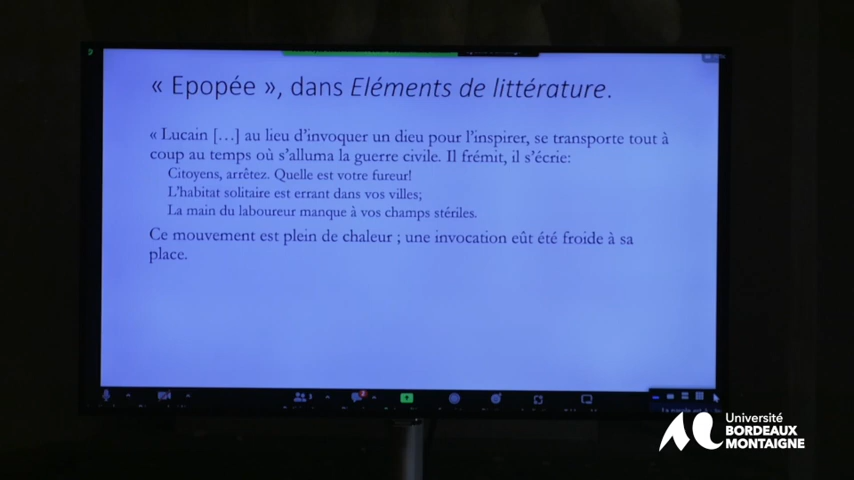 « Epopée », dans Eléments de littérature.
« Lucain […] au lieu d’invoquer un dieu pour l’inspirer, se transporte tout à
coup au temps où s’alluma la guerre civile. Il frémit, il s’écrie:
Citoyens, arrêtez. Quelle est votre fureur!
L’habitat solitaire est errant dans vos villes;
La main du laboureur manque à vos champs stériles.
Ce mouvement est plein de chaleur ; une invocation eût été froide à sa
place.
Université
BORDEAUX
MONTAIGNE